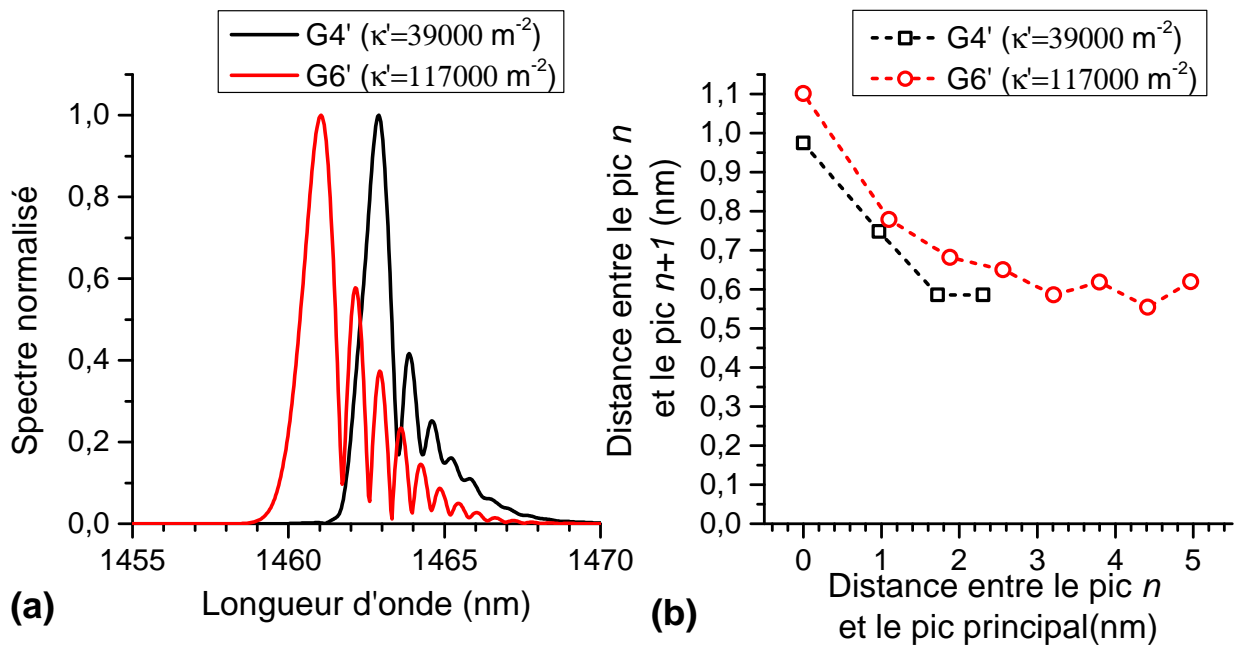 G4' (κ'=39000 m-2)
G6' (κ'=117000 m-2)
Spectre normalisé
1,0
0,8
0,6
0,4
0,2
0,0
1455 1460 1465 1470
Longueur d'onde (nm)
(a)
G4' (κ'=39000 m-2)
G6' (κ'=117000 m-2)
Distance entre le pic n
et le pic n+1 (nm)
1,1
1,0
0,9
0,8
0,7
0,6
0,5
0,4
0,3
0,2
0,1
0,0
0 1 2 3 4 5
Distance entre le pic n
et le pic principal(nm)
(b)